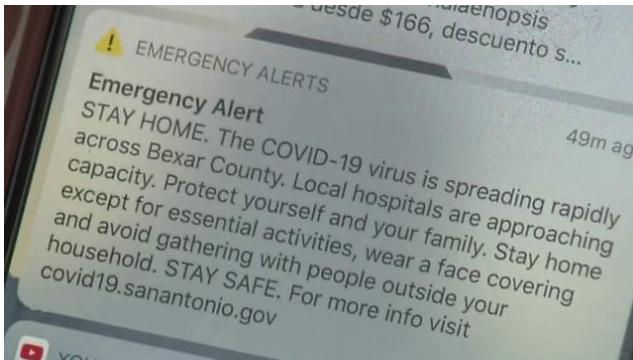 desde $166, descuento s...
EMERGENCY ALERTS
49m ag
Emergency Alert
STAY HOME. The COVID-19 virus is spreading rapidly
across Bexar County. Local hospitals are approaching
capacity. Protect yourself and your family. Stay home
except for essential activities, wear a face covering
and avoid gathering with people outside your
household. STAY SAFE. For more info visit
covid19.sanantonio.gov